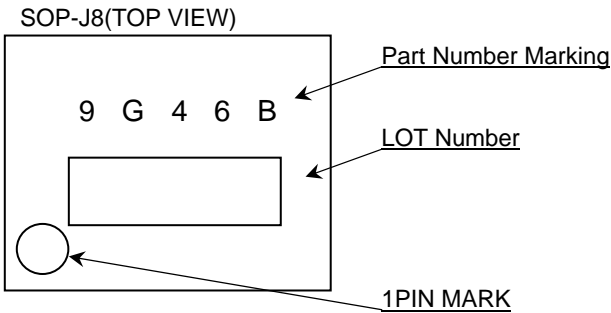 SOP-J8(TOP VIEW)
Part Number Marking
9 G 4 6 B
LOT Number
1PIN MARK